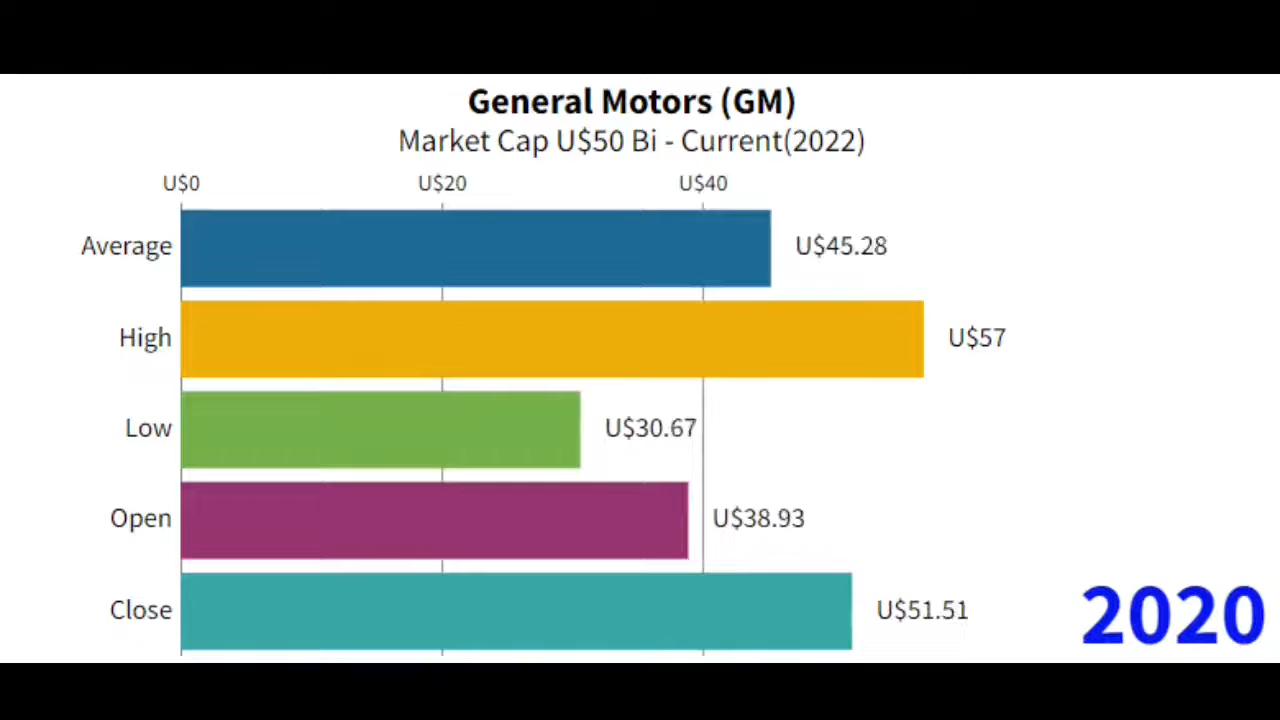 General Motors (GM)
Market Cap U$50 Bi - Current(2022)
U$0 U$20 U$40
Average U$45.28
High U$57
Low U$30.67
Open U$38.93
Close U$51.51
2020